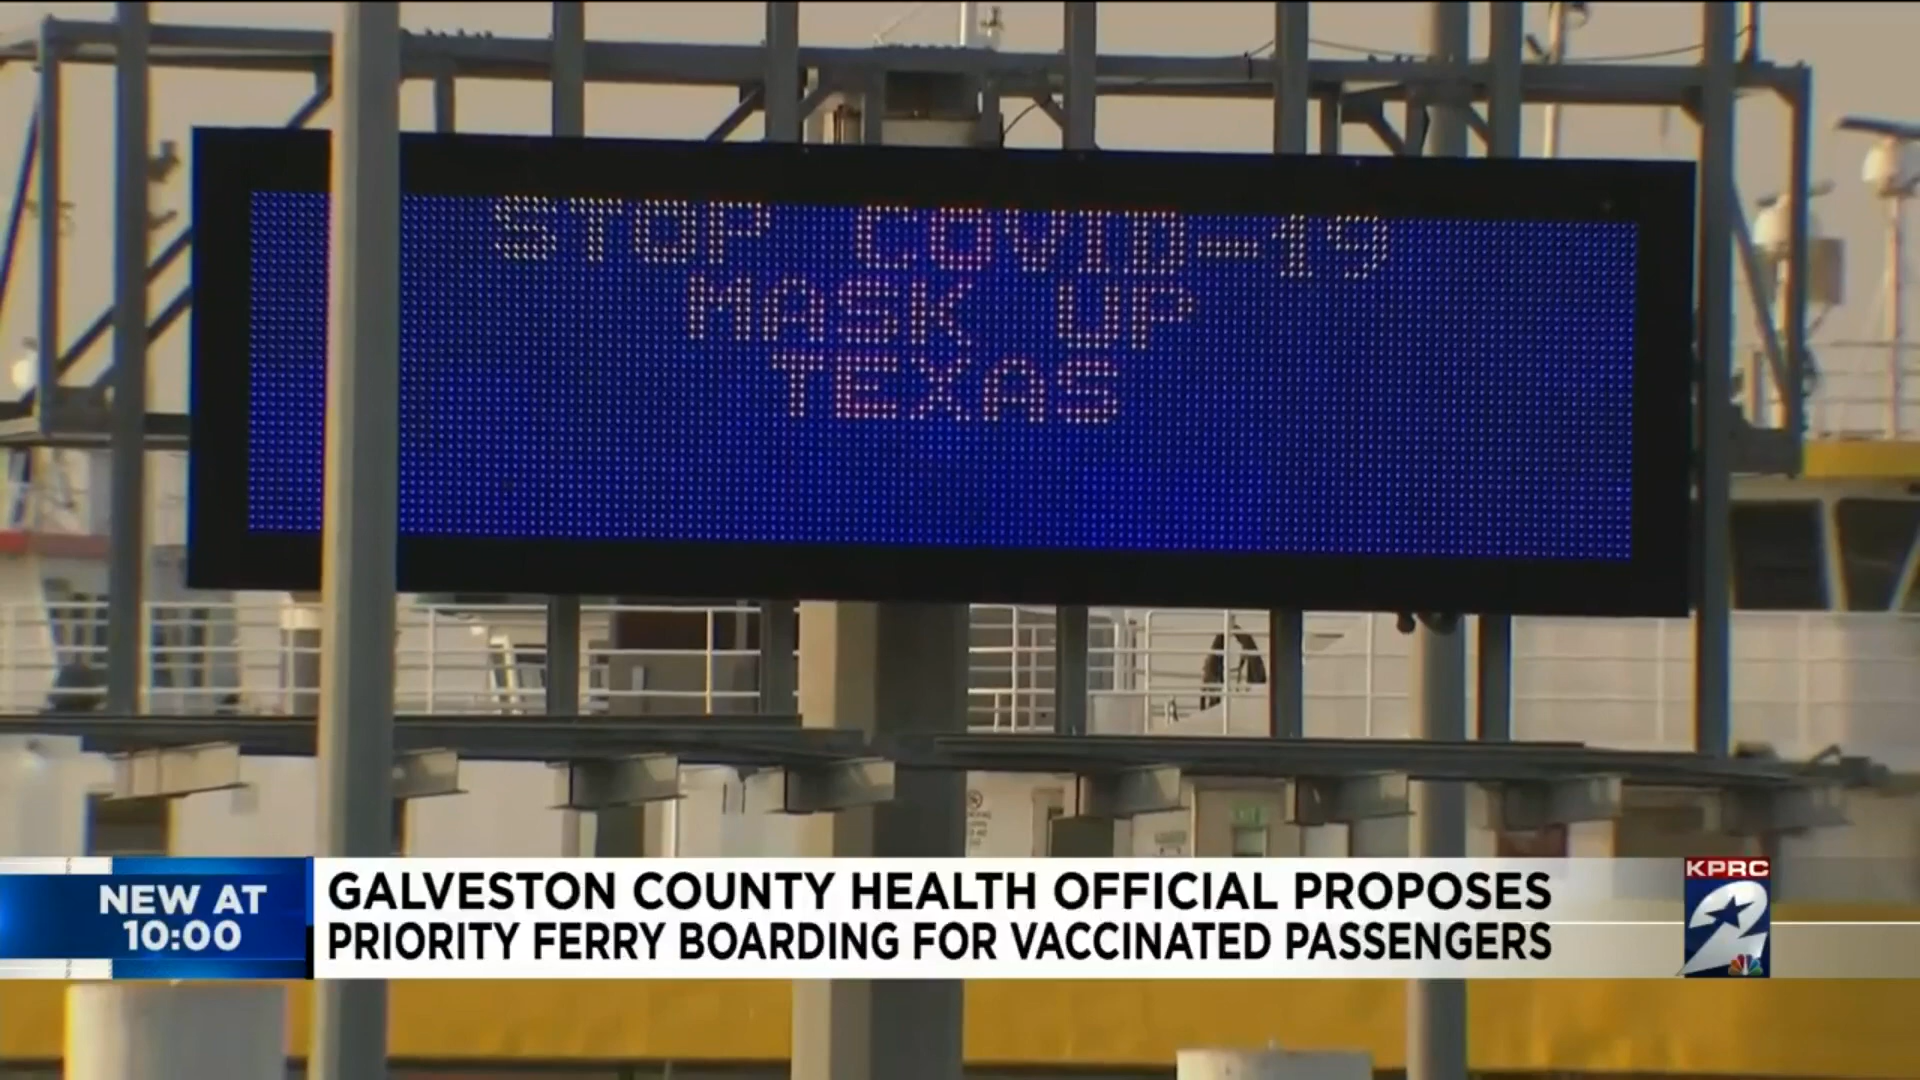 STOP COVID-19
MASK UP
TEXAS
NEW AT
10:00
GALVESTON COUNTY HEALTH OFFICIAL PROPOSES
PRIORITY FERRY BOARDING FOR VACCINATED PASSENGERS
KPRC
2